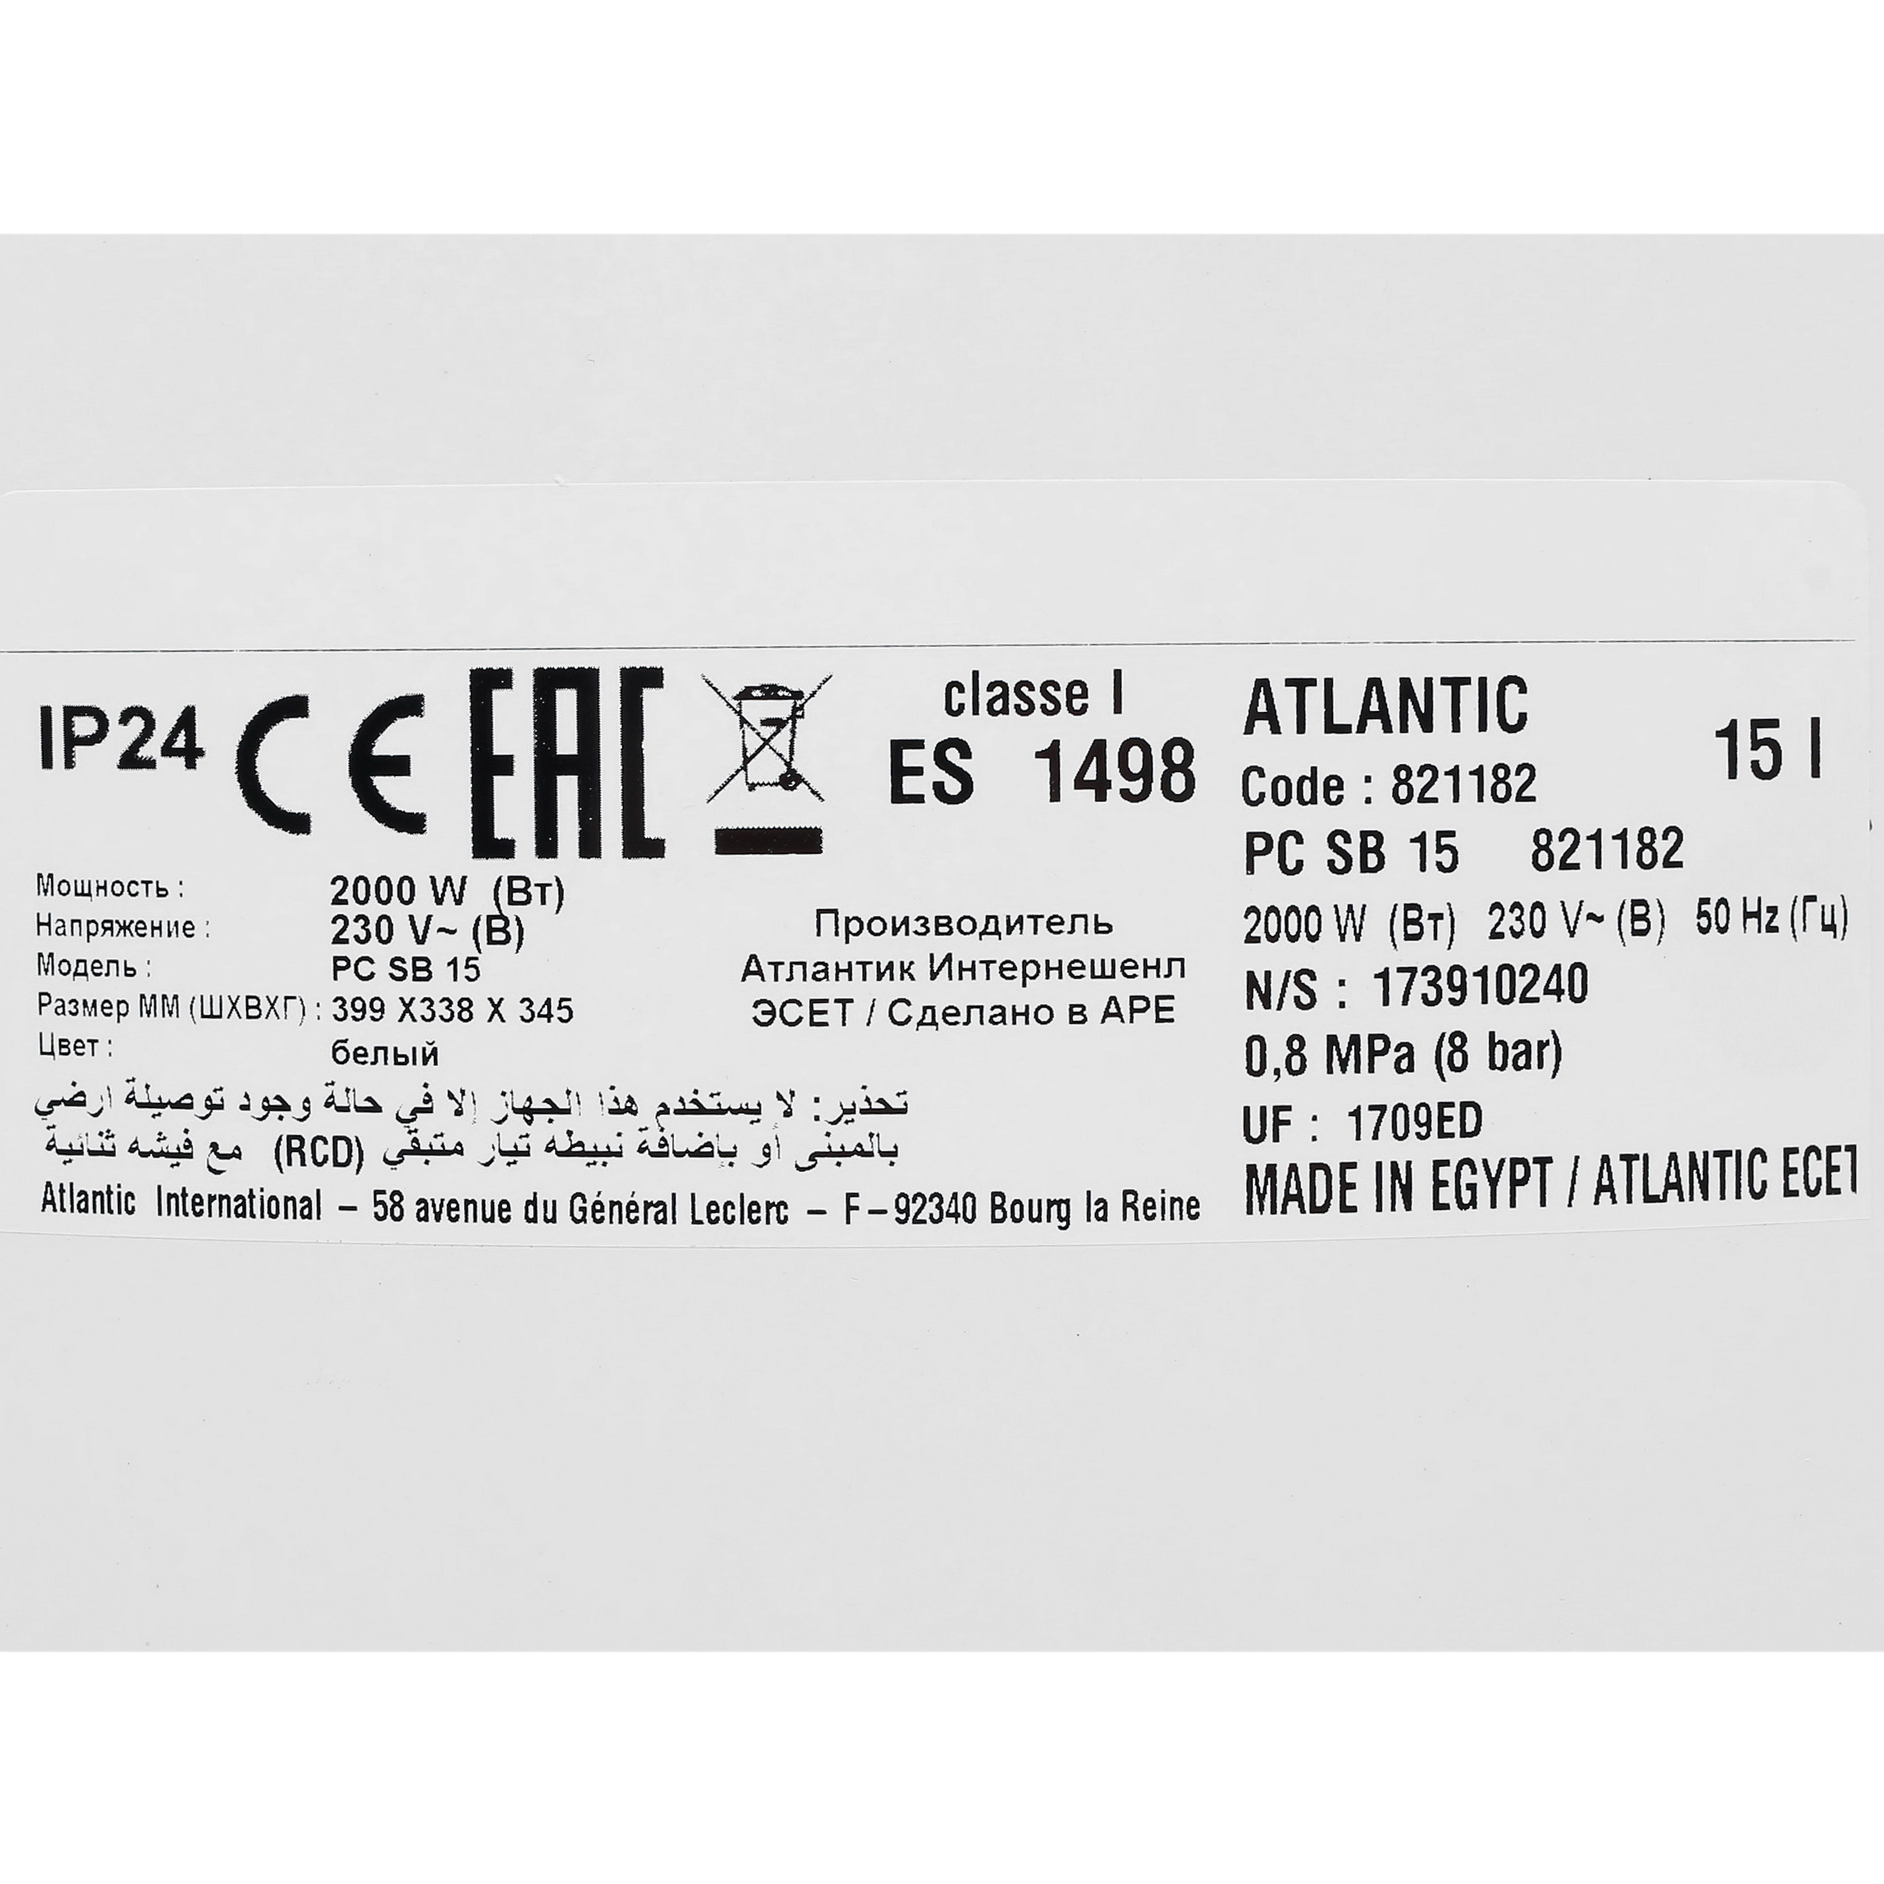 IP24 CE EAC
classe I
ES 1498
Мощность : 2000 W (Вт)
Напряжение : 230 V~ (В)
Модель : PC SB 15
Размер ММ (ШХВХГ) : 399 X338 X 345
Цвет : белый
Производитель
Атлантик Интернешенл
ЭСЕТ / Сделано в АРЕ
تحذير: لا يستخدم هذا الجهاز إلا في حالة وجود توصيلة ارضي
بالمبنى أو بإضافة نبيطه تيار متبقي (RCD) مع فيشه ثنائية
Atlantic International – 58 avenue du Général Leclerc – F–92340 Bourg la Reine
ATLANTIC 15 l
Code : 821182
PC SB 15 821182
2000 W (Вт) 230 V~ (В) 50 Hz (Гц)
N/S : 173910240
0,8 MPa (8 bar)
UF : 1709ED
MADE IN EGYPT / ATLANTIC ECET